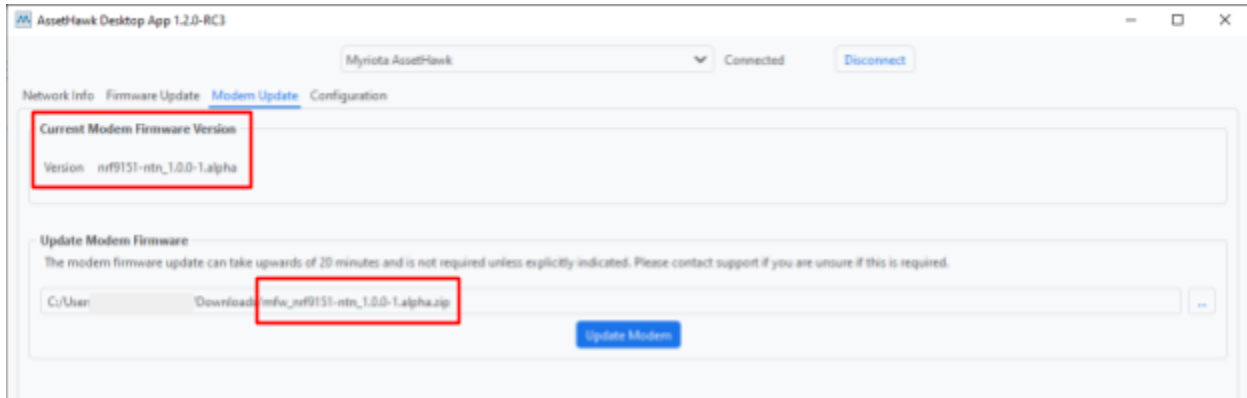 AssetHawk Desktop App 1.2.0-RC3
Myriota AssetHawk Connected Disconnect
Network Info Firmware Update Modem Update Configuration
Current Modem Firmware Version
Version nrf9151-ntn_1.0.0-1.alpha
Update Modem Firmware
The modem firmware update can take upwards of 20 minutes and is not required unless explicitly indicated. Please contact support if you are unsure if this is required.
C:/User /Downloads/mfw_nrf9151-ntn_1.0.0-1.alpha.zip ...
Update Modem